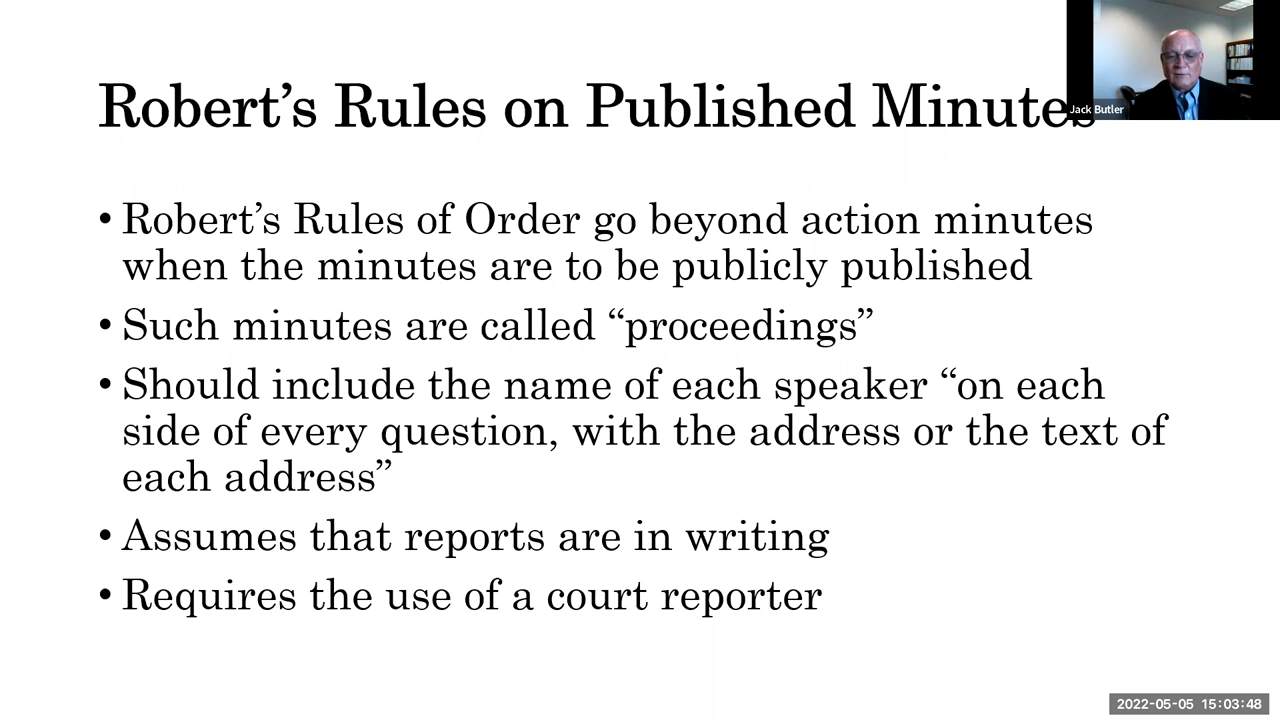 Robert’s Rules on Published Minutes
Jack Butler
• Robert’s Rules of Order go beyond action minutes
when the minutes are to be publicly published
• Such minutes are called “proceedings”
• Should include the name of each speaker “on each
side of every question, with the address or the text of
each address”
• Assumes that reports are in writing
• Requires the use of a court reporter
2022-05-05 15:03:48